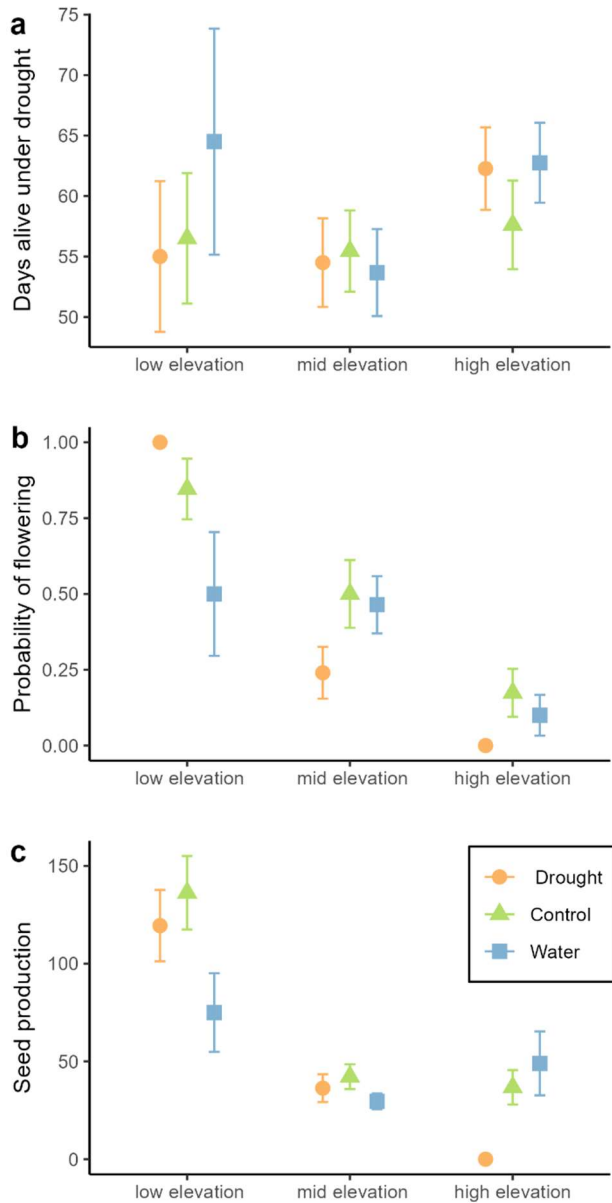 a
Days alive under drought
75
70
65
60
55
50
low elevation mid elevation high elevation
b
Probability of flowering
1.00
0.75
0.50
0.25
0.00
low elevation mid elevation high elevation
c
Seed production
150
100
50
0
low elevation mid elevation high elevation
Drought
Control
Water